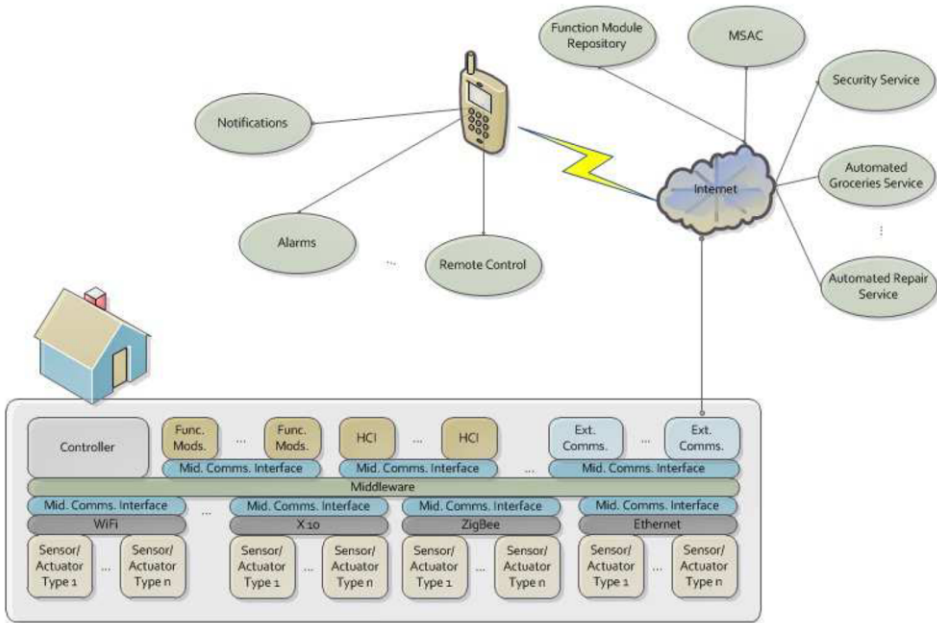 Function Module
Repository
MSAC
Security Service
Notifications
Automated
Groceries Service
Internet
...
Alarms
...
Remote Control
Automated Repair
Service
Controller
Func.
Mods.
...
Func.
Mods.
HCI
...
HCI
Ext.
Comms.
...
Ext.
Comms.
Mid. Comms. Interface
Mid. Comms. Interface
...
Mid. Comms. Interface
Middleware
Mid. Comms. Interface
...
Mid. Comms. Interface
Mid. Comms. Interface
Mid. Comms. Interface
WiFi
X 10
ZigBee
Ethernet
Sensor/
Actuator
Type 1
...
Sensor/
Actuator
Type n
Sensor/
Actuator
Type 1
...
Sensor/
Actuator
Type n
Sensor/
Actuator
Type 1
...
Sensor/
Actuator
Type n
Sensor/
Actuator
Type 1
...
Sensor/
Actuator
Type n